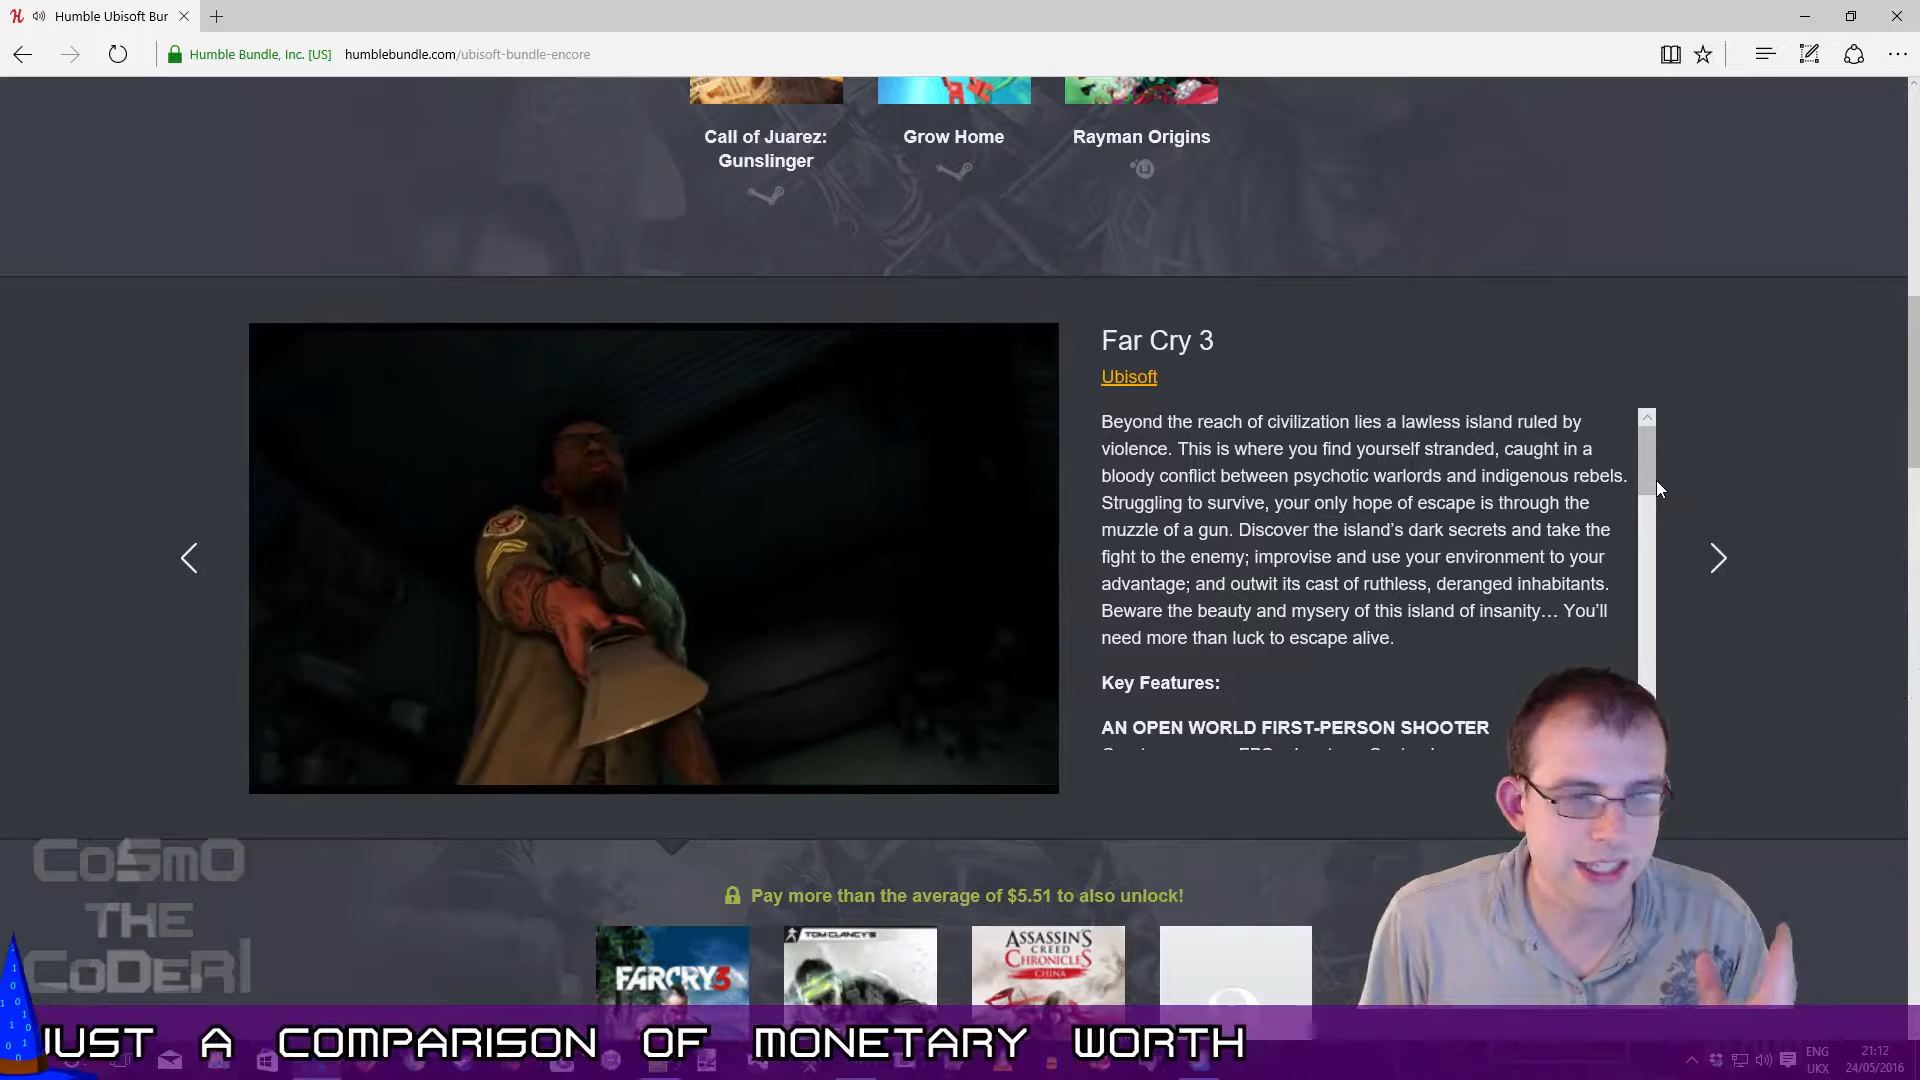 Humble Ubisoft Bur
Humble Bundle, Inc. [US]
humblebundle.com/ubisoft-bundle-encore
Call of Juarez:
Gunslinger
Grow Home
Rayman Origins
Far Cry 3
Ubisoft
Beyond the reach of civilization lies a lawless island ruled by
violence. This is where you find yourself stranded, caught in a
bloody conflict between psychotic warlords and indigenous rebels.
Struggling to survive, your only hope of escape is through the
muzzle of a gun. Discover the island's dark secrets and take the
fight to the enemy; improvise and use your environment to your
advantage; and outwit its cast of ruthless, deranged inhabitants.
Beware the beauty and mysery of this island of insanity… You'll
need more than luck to escape alive.
Key Features:
AN OPEN WORLD FIRST-PERSON SHOOTER
CoSmO
THE
CoDeR!
Pay more than the average of $5.51 to also unlock!
FARCRY3
TOM CLANCY'S
ASSASSIN'S
CREED
CHRONICLES
CHINA
JUST A COMPARISON OF MONETARY WORTH
ENG
UKX
21:12
24/05/2016